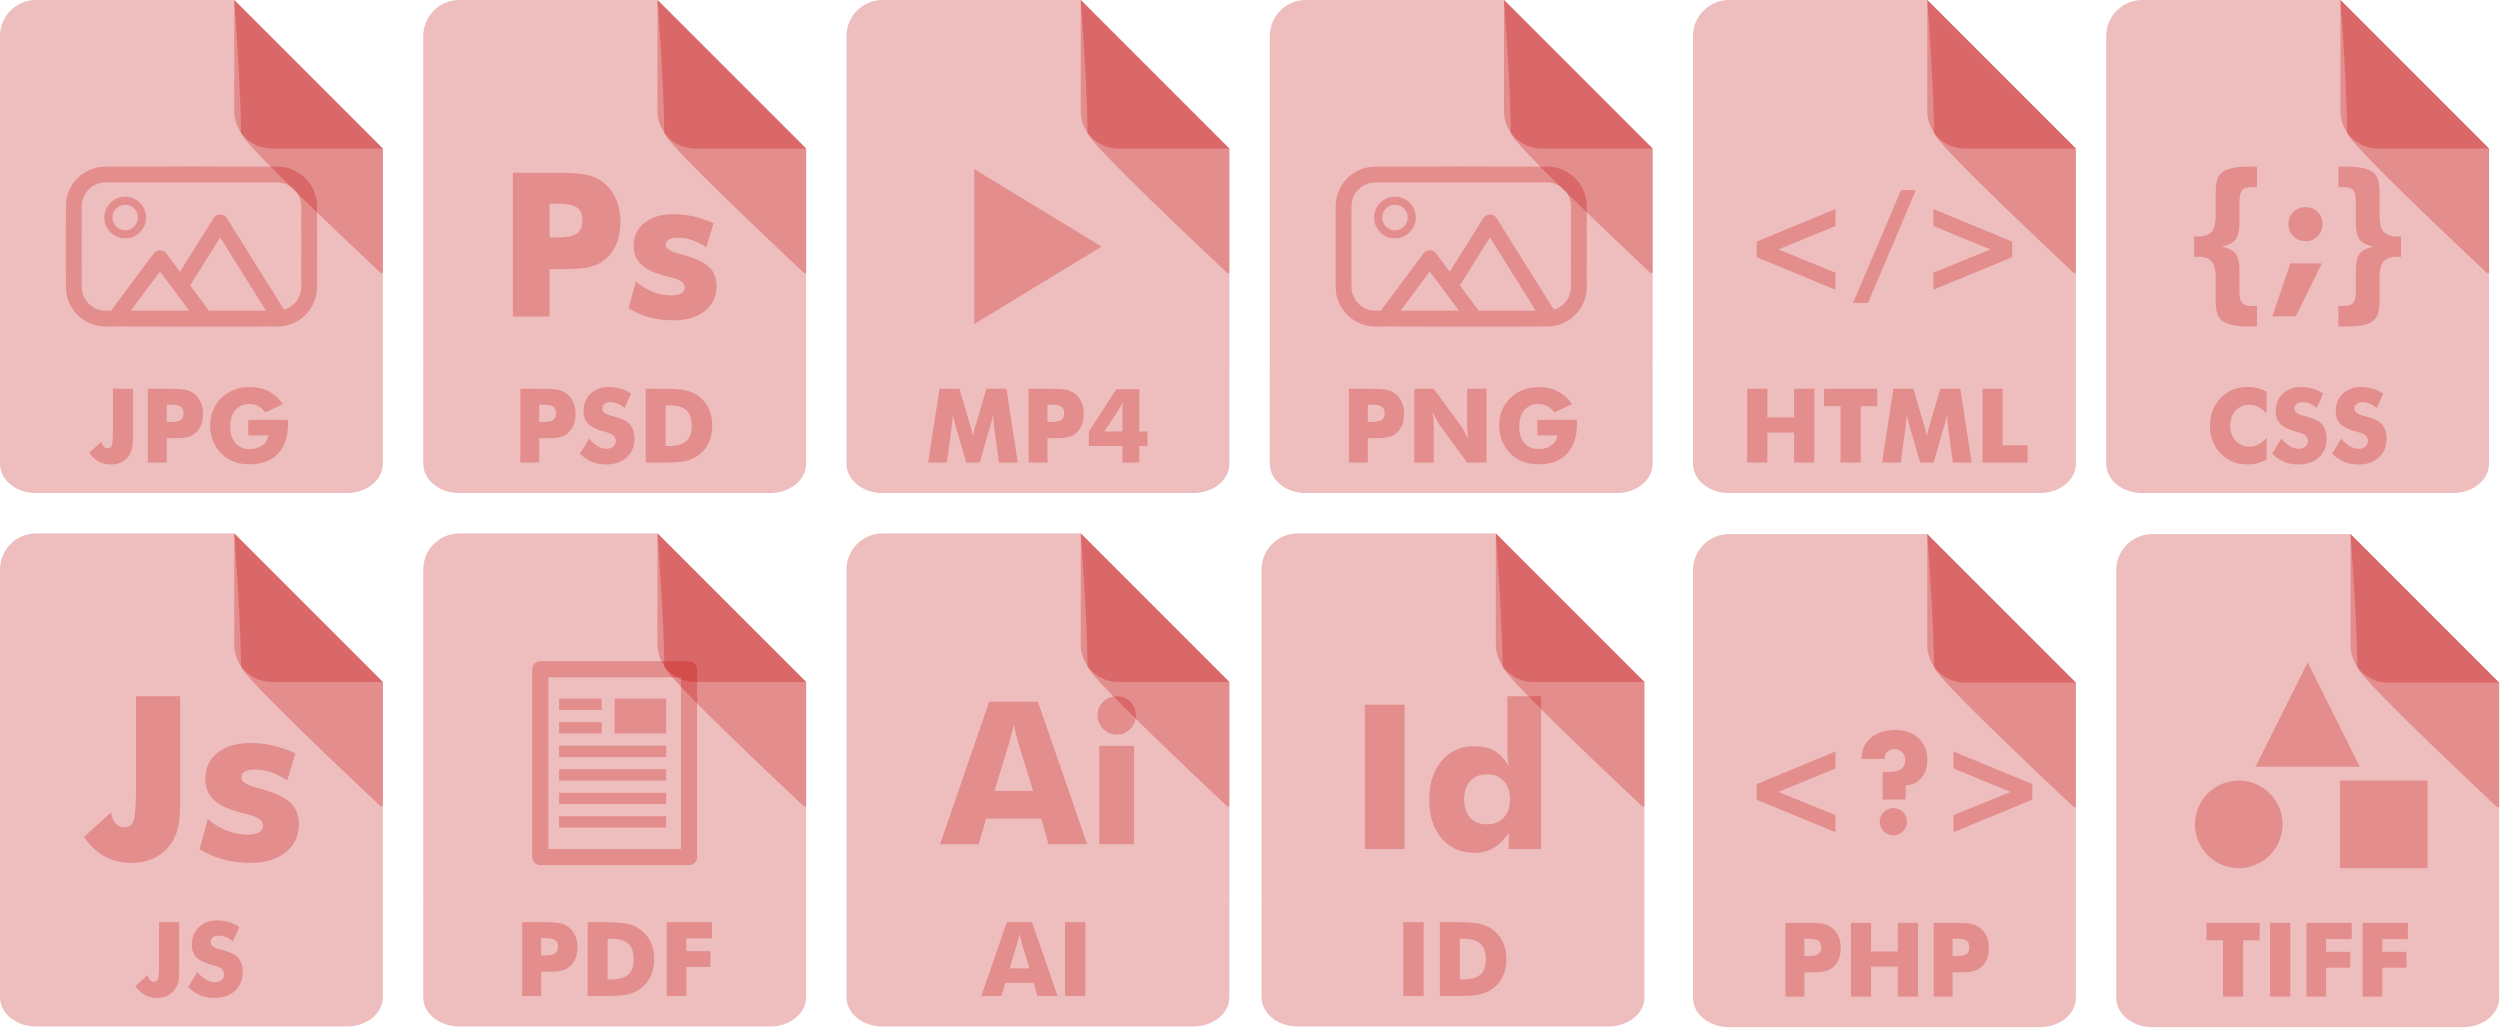 Ps
</>
{;}
JPG
PSD
MP4
PNG
HTML
CSS
Js
Ai
Id
<?>
JS
PDF
AI
ID
PHP
TIFF